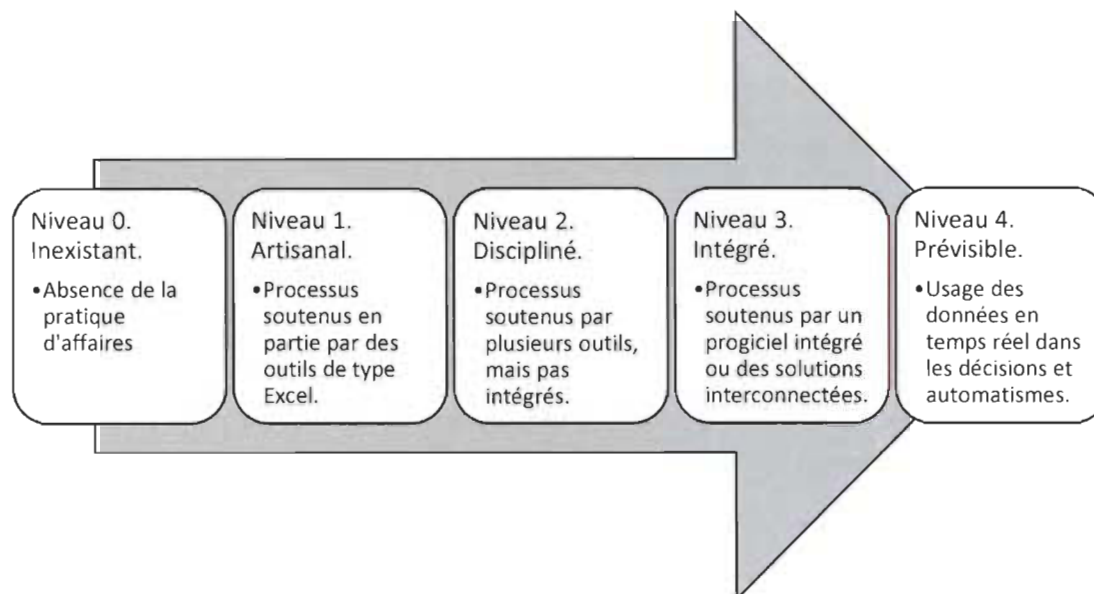 Niveau 0.
Inexistant.
•Absence de la
pratique
d'affaires
Niveau 1.
Artisanal.
•Processus
soutenus en
partie par des
outils de type
Excel.
Niveau 2.
Discipliné.
•Processus
soutenus par
plusieurs outils,
mais pas
intégrés.
Niveau 3.
Intégré.
•Processus
soutenus par un
progiciel intégré
ou des solutions
interconnectées.
Niveau 4.
Prévisible.
•Usage des
données en
temps réel dans
les décisions et
automatismes.